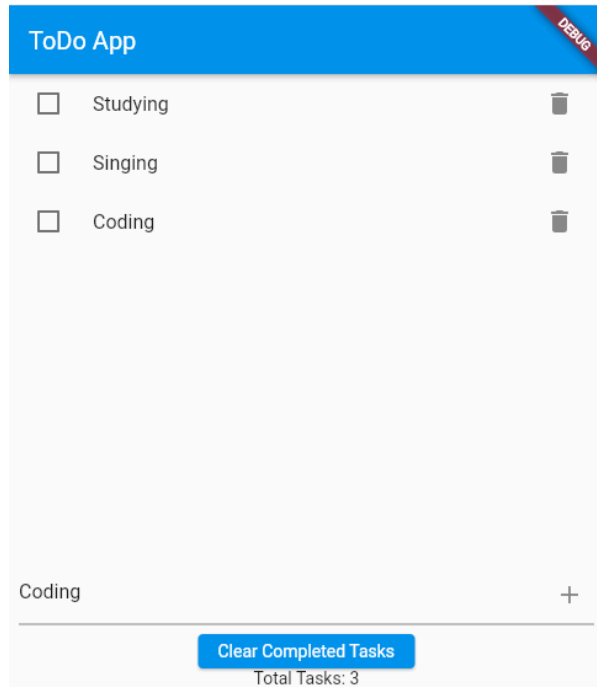 ToDo App
DEBUG
Studying
Singing
Coding
Coding
Clear Completed Tasks
Total Tasks: 3